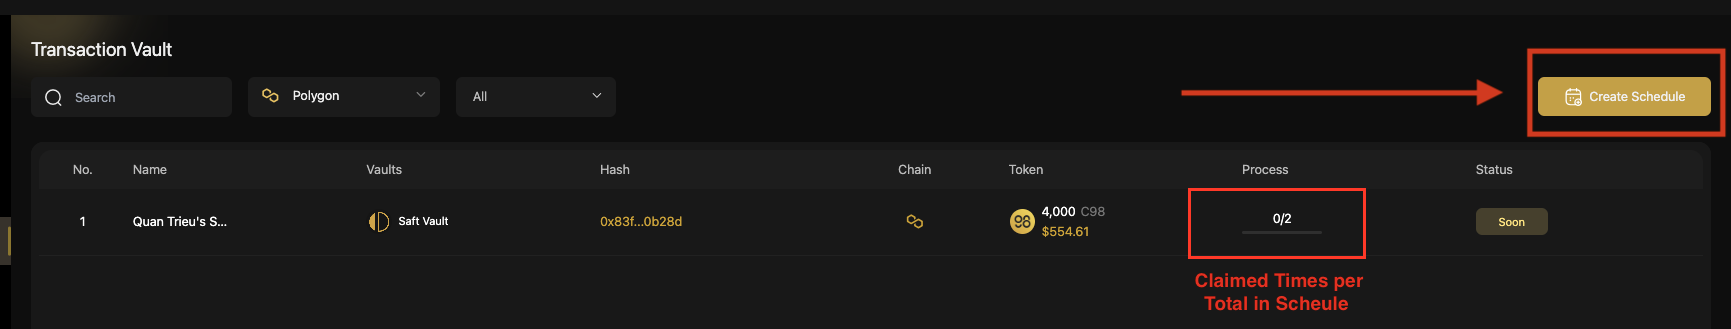 Transaction Vault
Search
Polygon
All
Create Schedule
No. Name Vaults Hash Chain Token Process Status
1 Quan Trieu's S... Saft Vault 0x83f...0b28d 98 4,000 C98 0/2 Soon
$554.61
Claimed Times per
Total in Scheule